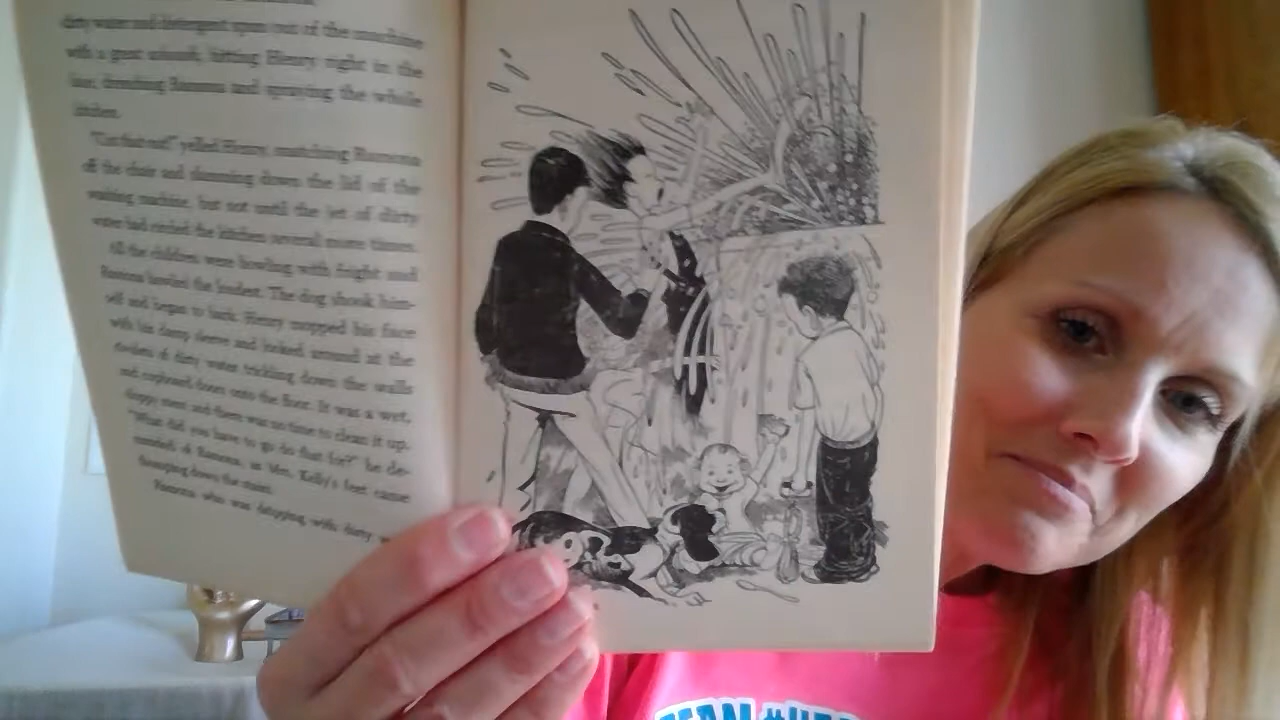 dirty water and detergent spun out of the machine
with a great swoosh, hitting Henry right in the
face, drenching Ramona and spraying the whole
kitchen.
"Cut that out!" yelled Henry, snatching Ramona
off the chair and slamming down the lid of the
washing machine, but not until the jet of dirty
water had circled the kitchen several more times.
All the children were howling with fright and
Ramona howled the loudest. The dog shook him-
self and began to bark. Henry mopped his face
with his damp sleeve and looked around at the
rivulets of dirty water trickling down the walls
and cupboard doors onto the floor. It was a wet,
sloppy mess and there was no time to clean it up.
"What did you have to go do that for?" he de-
manded of Ramona, as Mrs. Kelly's feet came
thumping down the stairs.
Ramona who was dripping with dirty
TEAM